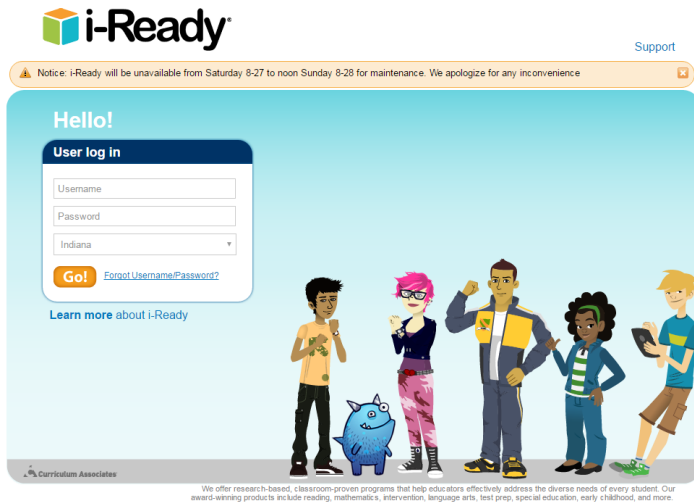 i-Ready
Support
Notice: i-Ready will be unavailable from Saturday 8-27 to noon Sunday 8-28 for maintenance. We apologize for any inconvenience
Hello!
User log in
Username
Password
Indiana
Go! Forgot Username/Password?
Learn more about i-Ready
Curriculum Associates
We offer research-based, classroom-proven programs that help educators effectively address the diverse needs of every student. Our
award-winning products include reading, mathematics, intervention, language arts, test prep, special education, early childhood, and more.